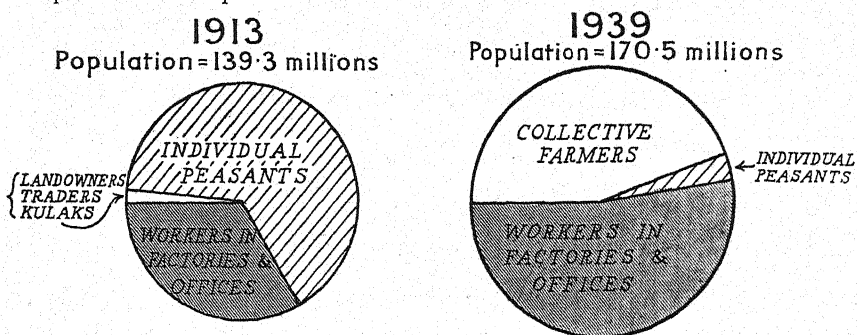 1913
Population=139·3 millions
INDIVIDUAL
PEASANTS
LANDOWNERS
TRADERS
KULAKS
WORKERS IN
FACTORIES &
OFFICES
1939
Population=170·5 millions
COLLECTIVE
FARMERS
INDIVIDUAL
PEASANTS
WORKERS IN
FACTORIES &
OFFICES